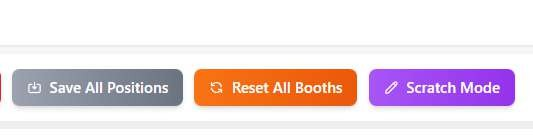 Save All Positions
Reset All Booths
Scratch Mode